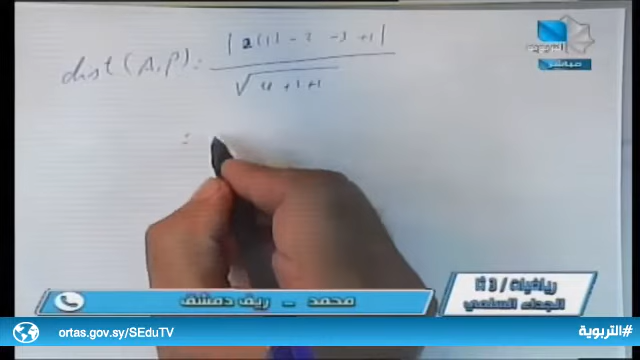 التربوية
مباشر
dist(A,P) = |2(1) - 2 - 3 + 1| / √4 + 1 + 1
=
رياضيات / 3 ثا
الجداء السلمي
محمد _ ريف دمشق
ortas.gov.sy/SEduTV
#التربوية